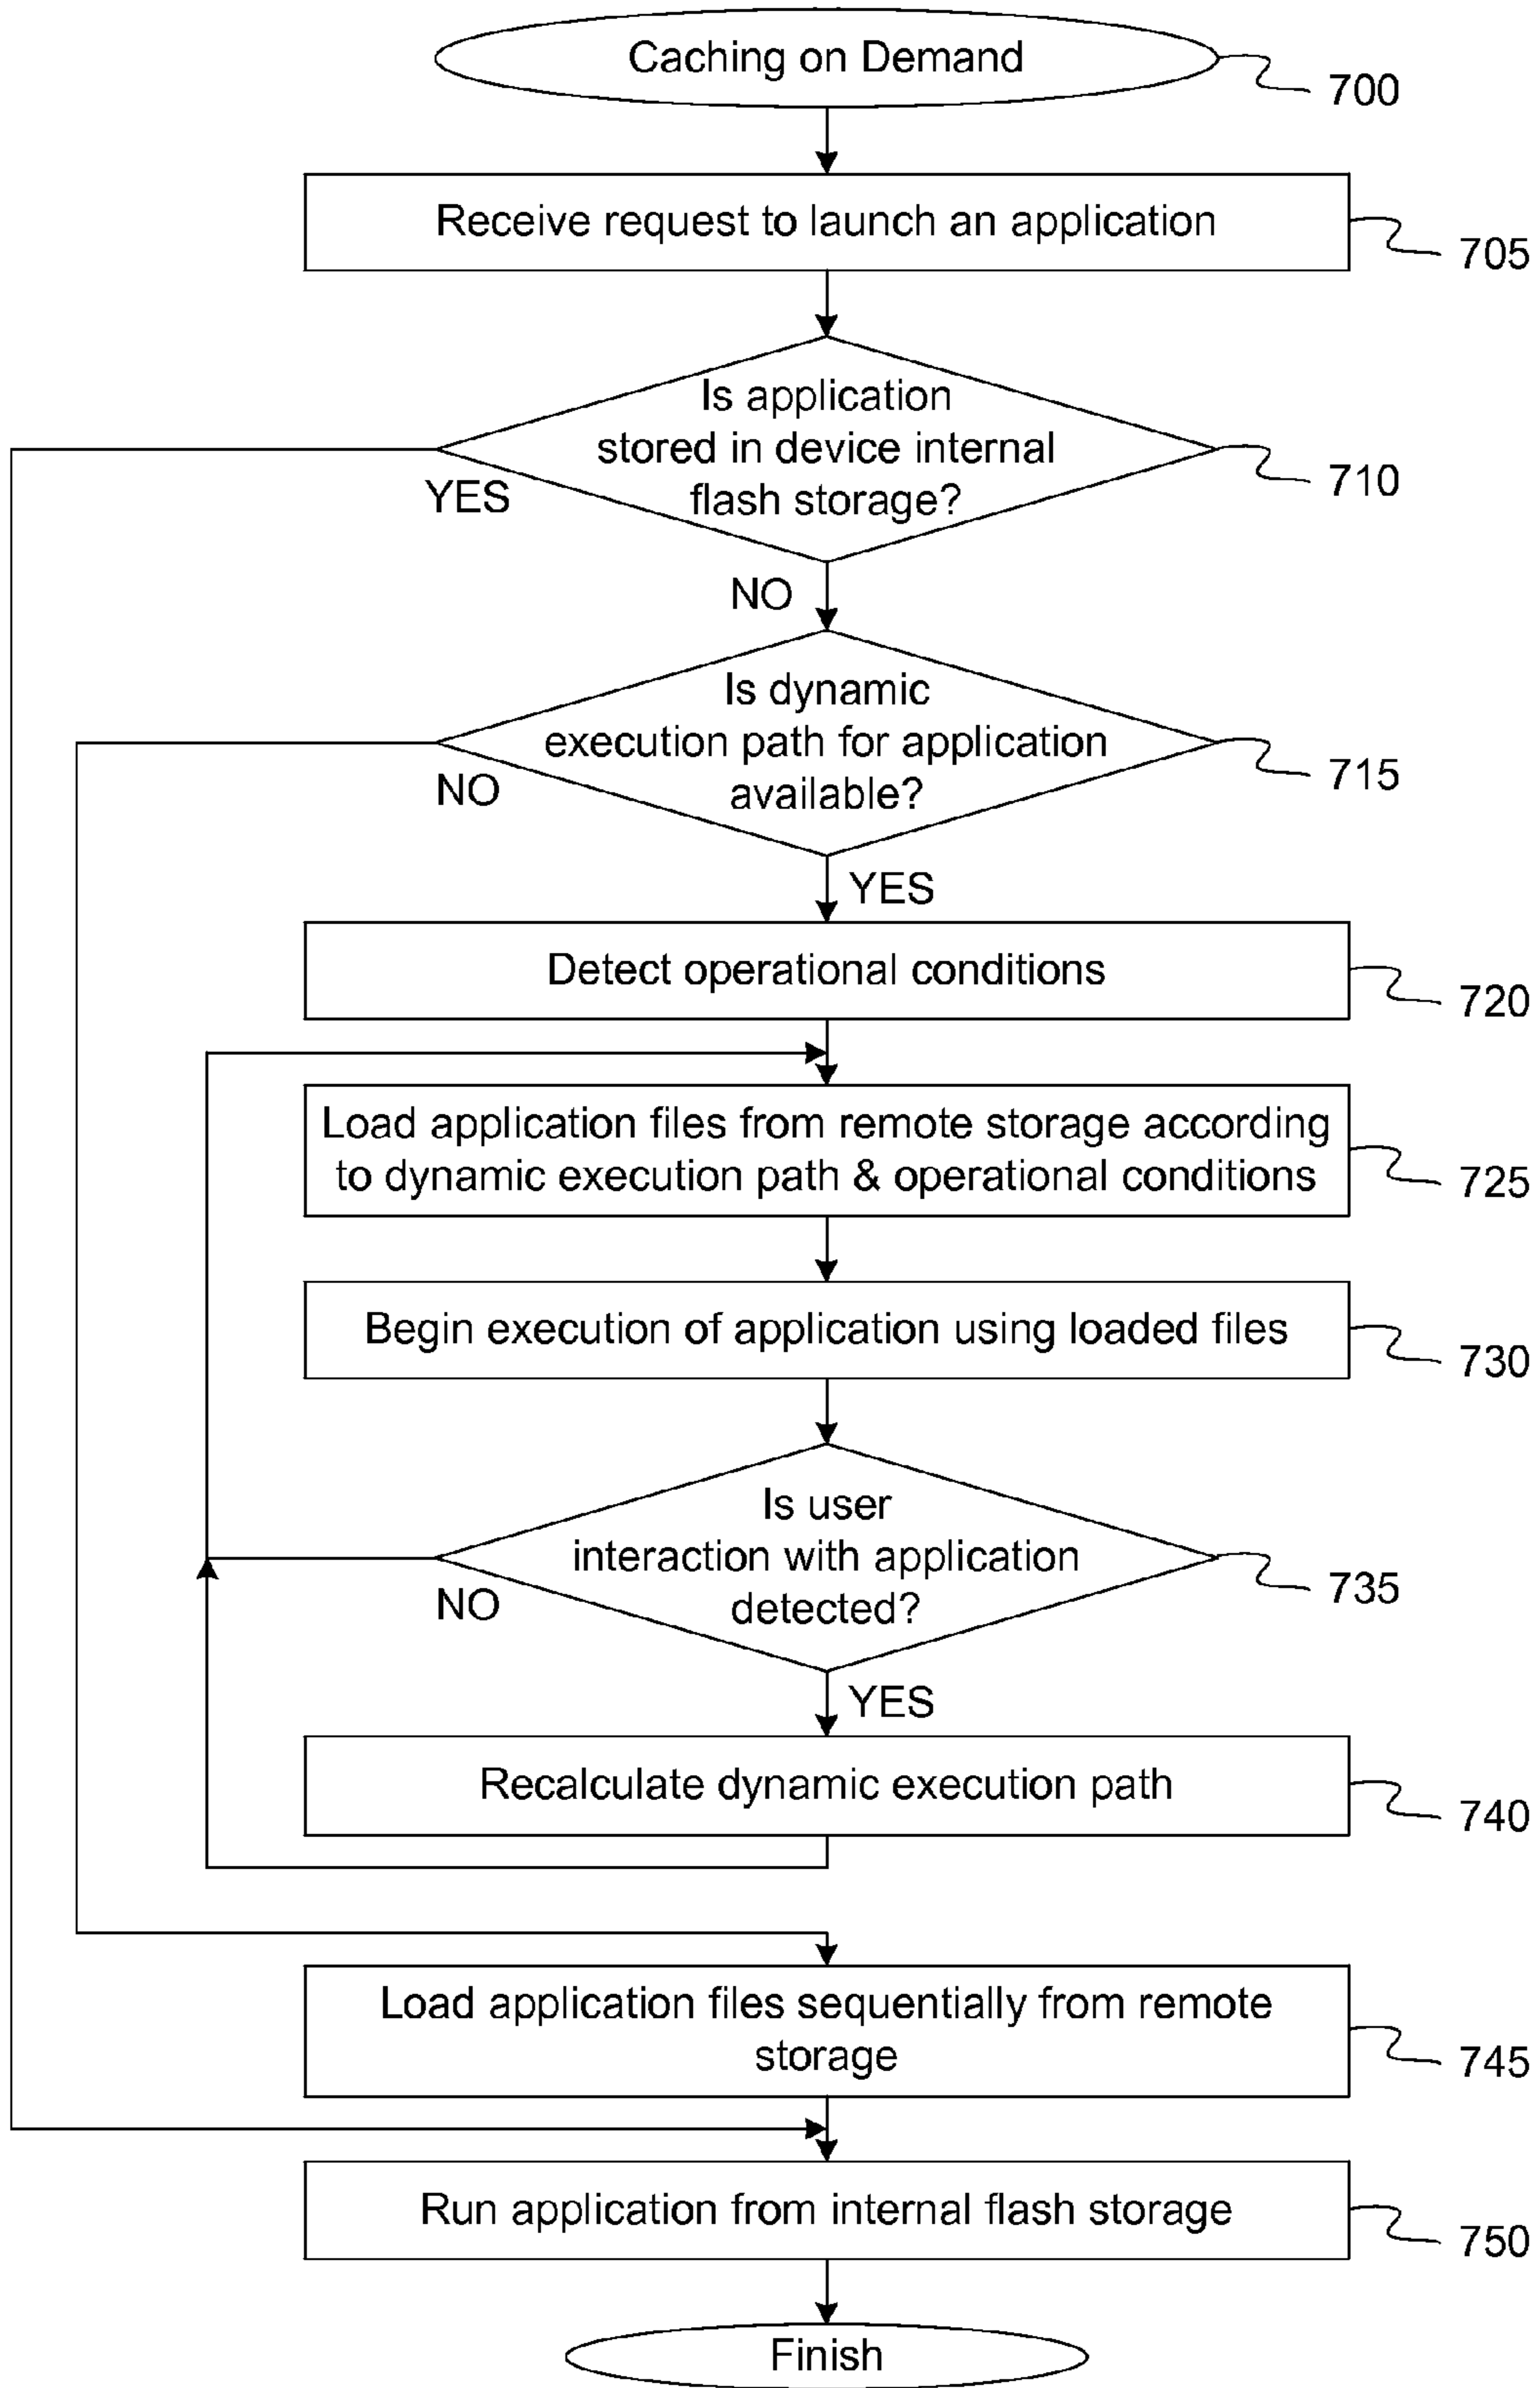 Caching on Demand
700
Receive request to launch an application
705
Is application
stored in device internal
flash storage?
710
YES
NO
Is dynamic
execution path for application
available?
715
NO
YES
Detect operational conditions
720
Load application files from remote storage according
to dynamic execution path & operational conditions
725
Begin execution of application using loaded files
730
Is user
interaction with application
detected?
735
NO
YES
Recalculate dynamic execution path
740
Load application files sequentially from remote
storage
745
Run application from internal flash storage
750
Finish